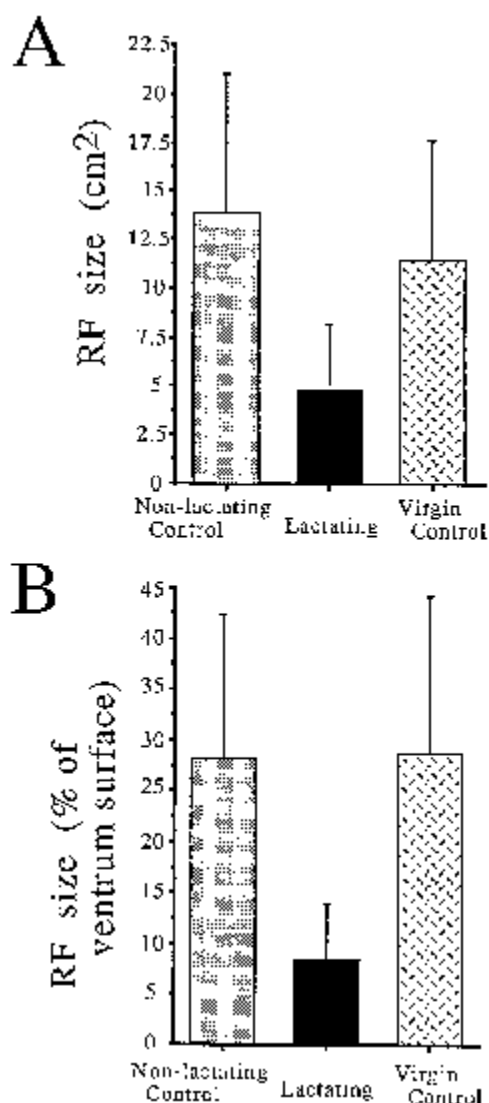 A
RF size (cm2)
22.5
20
17.5
15
12.5
10
7.5
5
2.5
0
Non-lactating
Control
Lactating
Virgin
Control
B
RF size (% of
ventrum surface)
45
40
35
30
25
20
15
10
5
0
Non-lactating
Control
Lactating
Virgin
Control